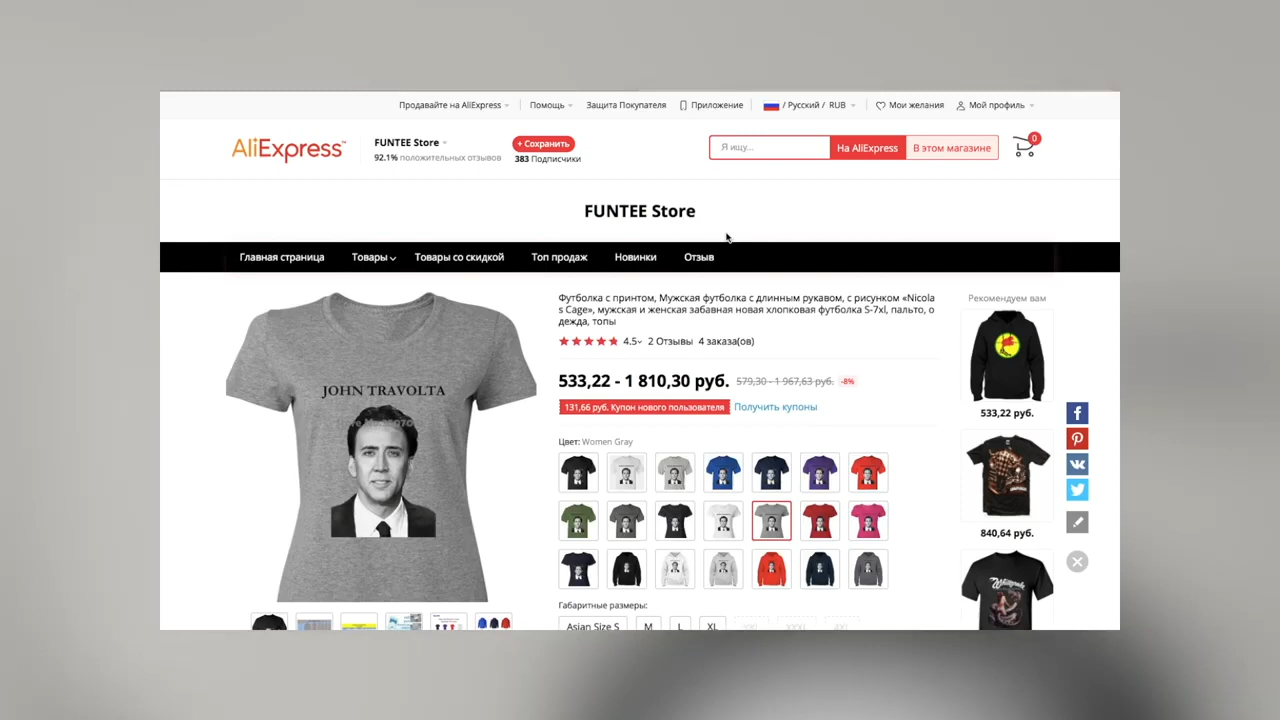 Продавайте на AliExpress
Помощь
Защита Покупателя
Приложение
/ Русский / RUB
Мои желания
Мой профиль
AliExpress™
FUNTEE Store
92.1% положительных отзывов
+ Сохранить
383 Подписчики
Я ищу...
На AliExpress
В этом магазине
0
FUNTEE Store
Главная страница
Товары
Товары со скидкой
Топ продаж
Новинки
Отзыв
JOHN TRAVOLTA
Футболка с принтом, Мужская футболка с длинным рукавом, с рисунком «Nicola
s Cage», мужская и женская забавная новая хлопковая футболка S-7xl, пальто, о
дежда, топы
4.5
2 Отзывы
4 заказа(ов)
533,22 - 1 810,30 руб.
579,30 - 1 967,63 руб.
-8%
131,66 руб. Купон нового пользователя
Получить купоны
Цвет: Women Gray
Габаритные размеры:
Asian Size S
M
L
XL
Рекомендуем вам
533,22 руб.
840,64 руб.
Whitesnake